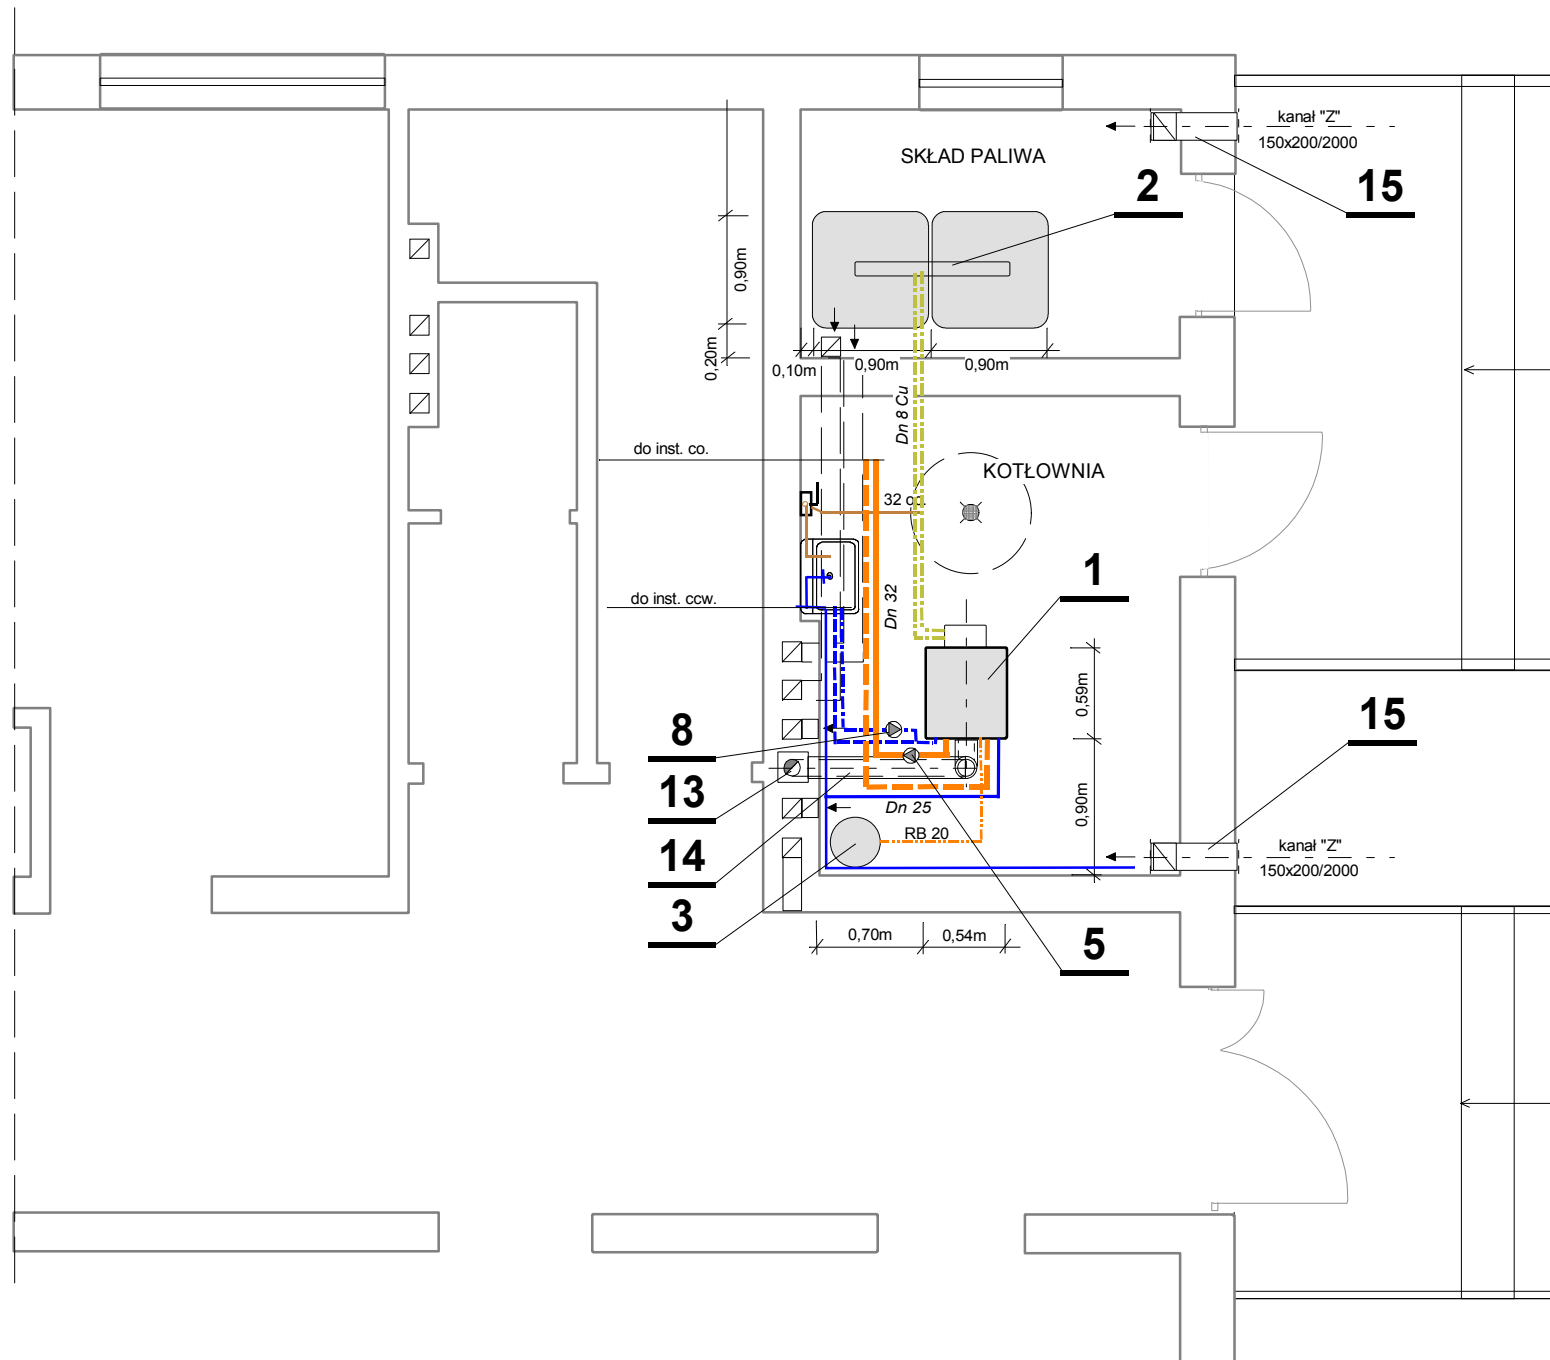 kanał "Z"
150x200/2000
SKŁAD PALIWA
2
15
0,90m
0,20m
0,10m
0,90m
0,90m
Dn 8 Cu
do inst. co.
KOTŁOWNIA
32
Dn 32
1
do inst. ccw.
0,59m
8
15
13
Dn 25
0,90m
RB 20
kanał "Z"
150x200/2000
14
3
0,70m
0,54m
5